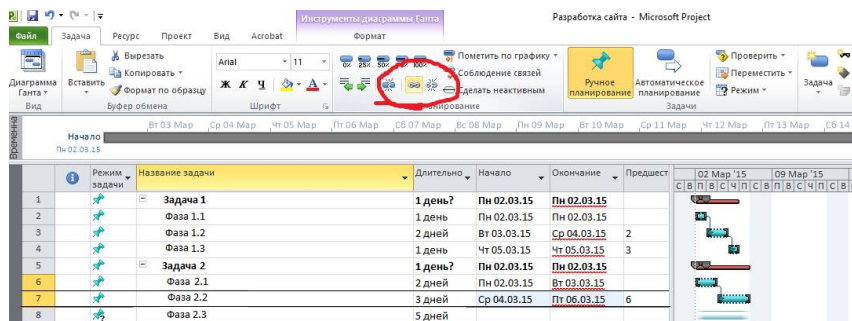 Инструменты диаграммы Ганта
Разработка сайта - Microsoft Project
Файл Задача Ресурс Проект Вид Acrobat Формат
Диаграмма Ганта
Вставить
Вырезать
Копировать
Формат по образцу
Arial 11
Ж К Ч
0% 25% 50% 75% 100%
Пометить по графику
Соблюдение связей
Сделать неактивным
Ручное планирование
Автоматическое планирование
Проверить
Переместить
Режим
Задача
Вид Буфер обмена Шрифт Планирование Задачи
Временна
Вт 03 Мар Ср 04 Мар Чт 05 Мар Пт 06 Мар Сб 07 Мар Вс 08 Мар Пн 09 Мар Вт 10 Мар Ср 11 Мар Чт 12 Мар Пт 13 Мар Сб 14
Начало
Пн 02.03.15
Режим задачи Название задачи Длительно Начало Окончание Предшест 02 Мар '15 09 Мар '15
С В П В С Ч П С В П В С Ч П С В
1 Задача 1 1 день? Пн 02.03.15 Пн 02.03.15
2 Фаза 1.1 1 день Пн 02.03.15 Пн 02.03.15
3 Фаза 1.2 2 дней Вт 03.03.15 Ср 04.03.15 2
4 Фаза 1.3 1 день Чт 05.03.15 Чт 05.03.15 3
5 Задача 2 1 день? Пн 02.03.15 Пн 02.03.15
6 Фаза 2.1 2 дней Пн 02.03.15 Вт 03.03.15
7 Фаза 2.2 3 дней Ср 04.03.15 Пт 06.03.15 6
8 Фаза 2.3 5 дней